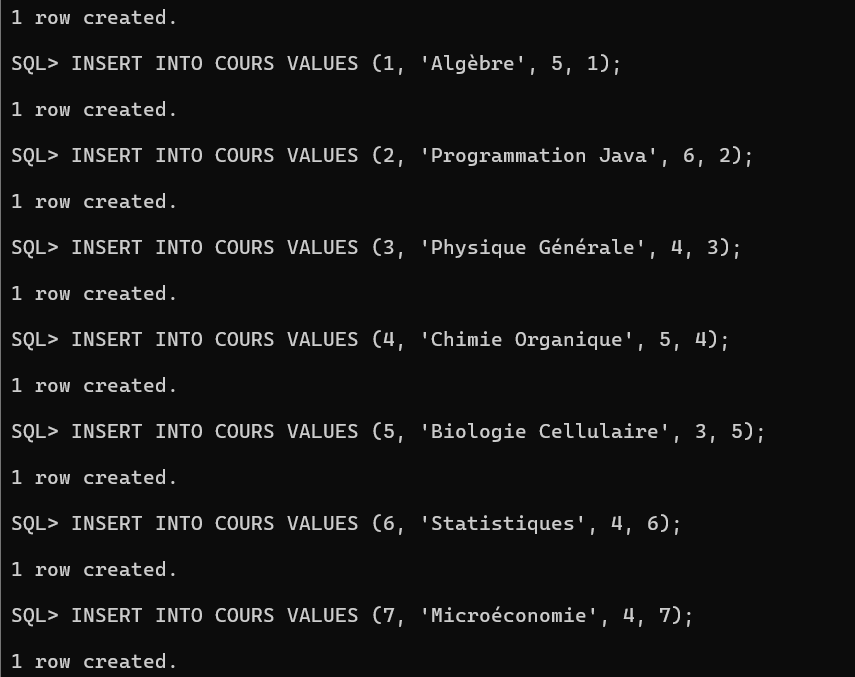 1 row created.
SQL> INSERT INTO COURS VALUES (1, 'Algèbre', 5, 1);
1 row created.
SQL> INSERT INTO COURS VALUES (2, 'Programmation Java', 6, 2);
1 row created.
SQL> INSERT INTO COURS VALUES (3, 'Physique Générale', 4, 3);
1 row created.
SQL> INSERT INTO COURS VALUES (4, 'Chimie Organique', 5, 4);
1 row created.
SQL> INSERT INTO COURS VALUES (5, 'Biologie Cellulaire', 3, 5);
1 row created.
SQL> INSERT INTO COURS VALUES (6, 'Statistiques', 4, 6);
1 row created.
SQL> INSERT INTO COURS VALUES (7, 'Microéconomie', 4, 7);
1 row created.